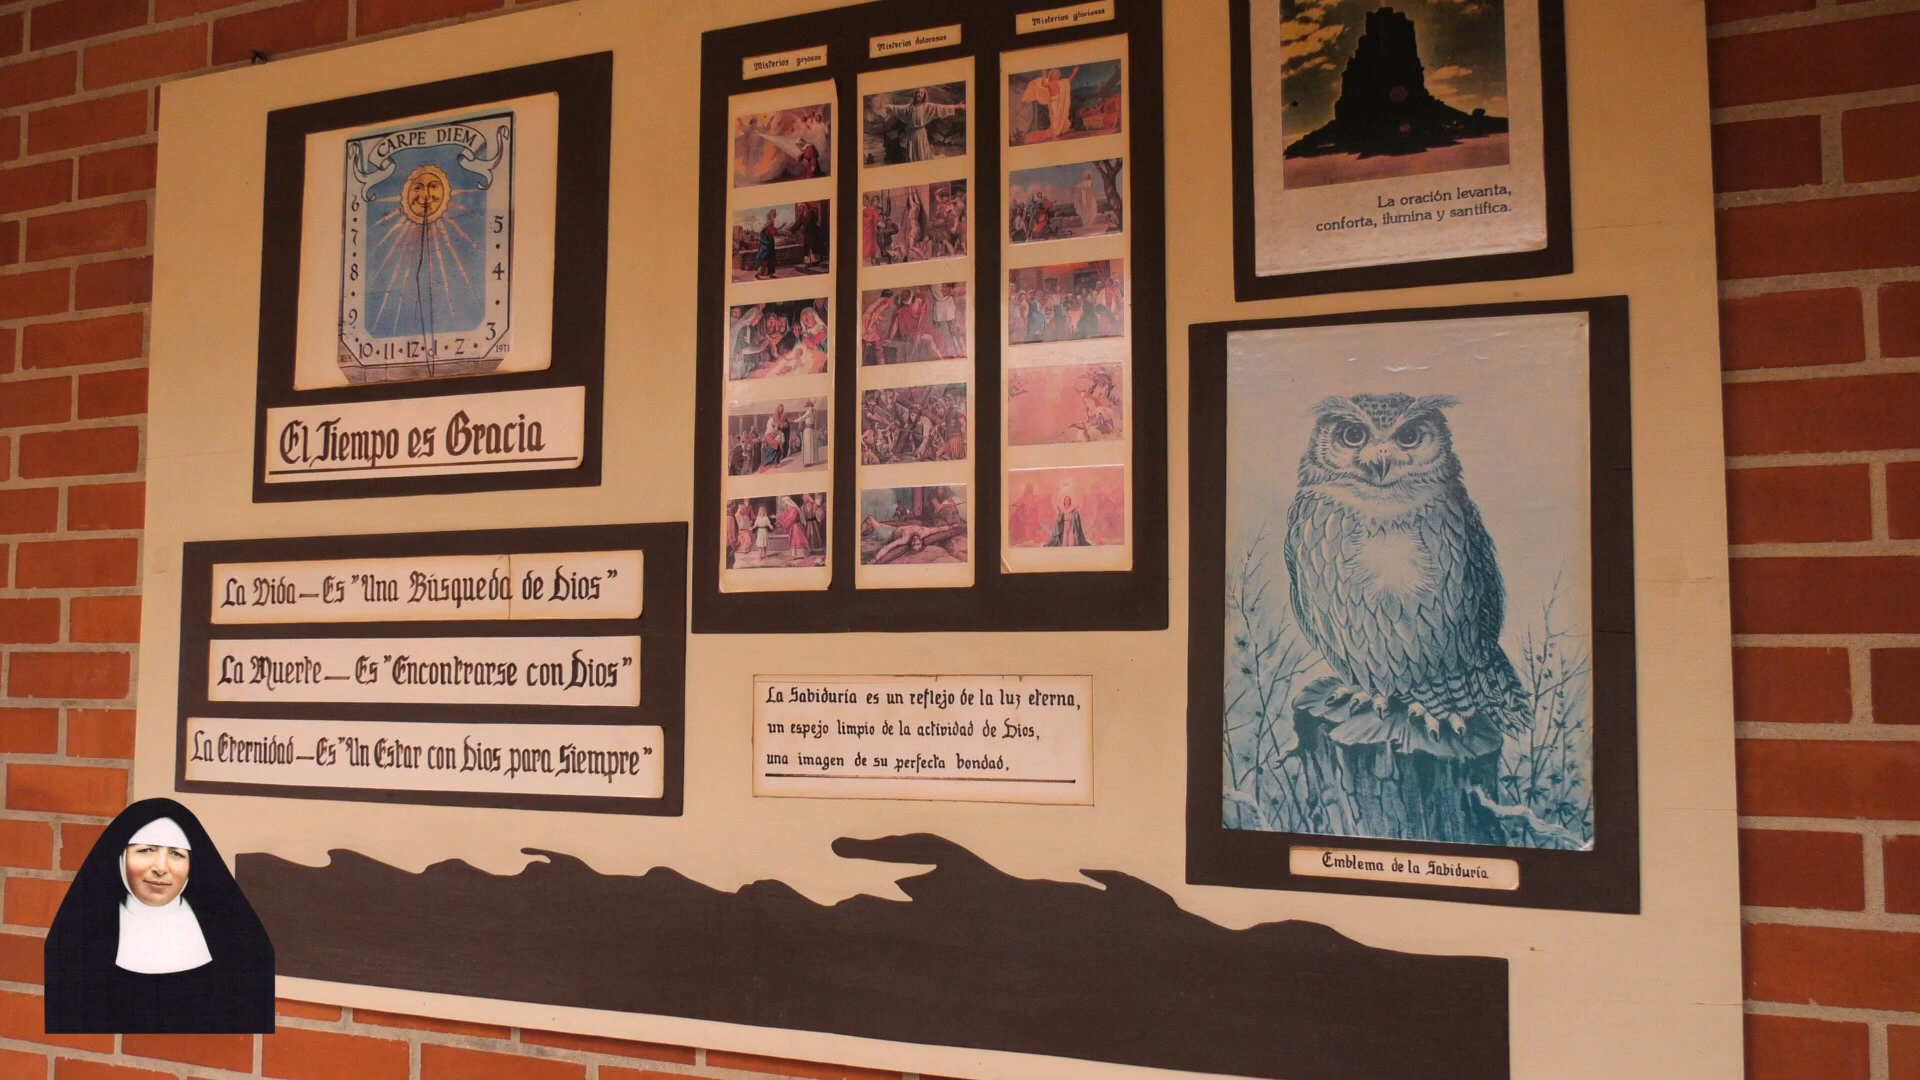 CARPE DIEM
6
7
8
9
10 • 11 • 12 • 1 • 2 •
3
4
5
1971
El Tiempo es Gracia
La Vida—Es "Una Búsqueda de Dios"
La Muerte—Es "Encontrarse con Dios"
La Eternidad—Es "Un Estar con Dios para Siempre"
Misterios gozosos
Misterios dolorosos
Misterios gloriosos
La Sabiduría es un reflejo de la luz eterna,
un espejo limpio de la actividad de Dios,
una imagen de su perfecta bondad.
La oración levanta,
conforta, ilumina y santifica.
Emblema de la Sabiduría